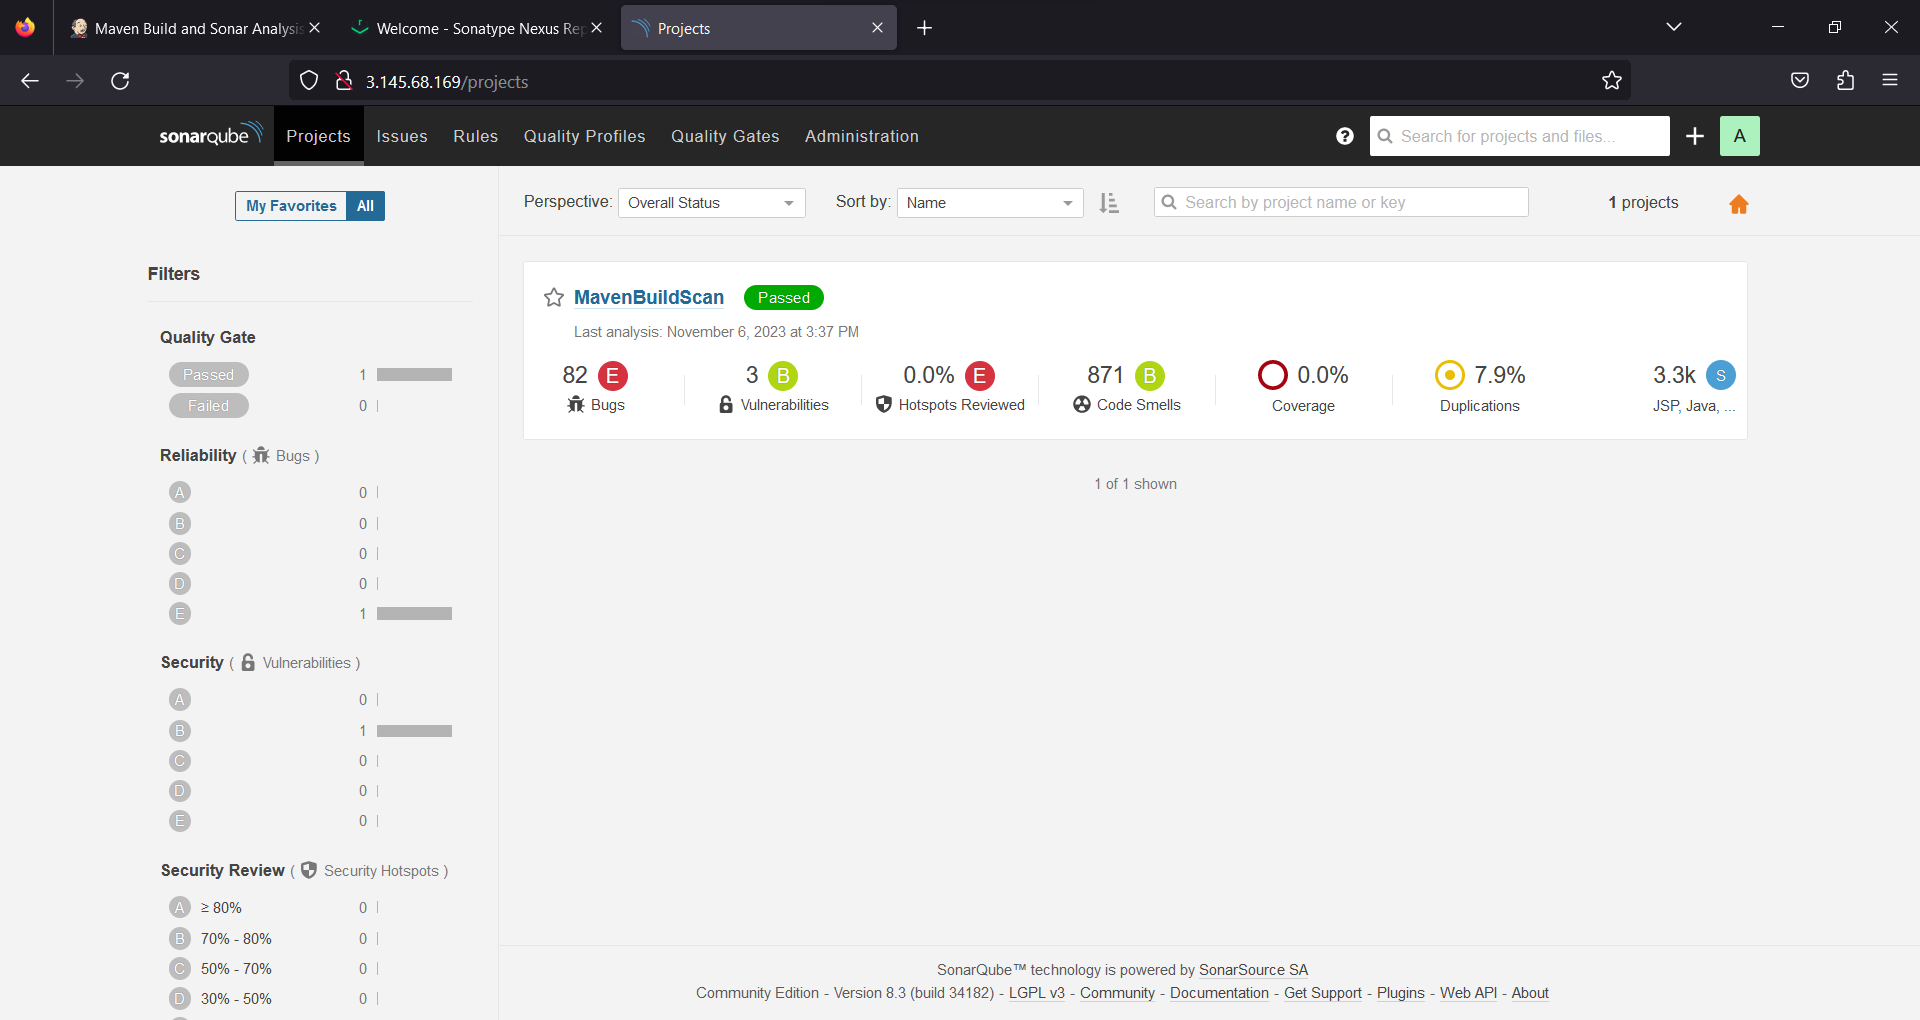 Maven Build and Sonar Analysis
Welcome - Sonatype Nexus Rep
Projects
3.145.68.169/projects
sonarqube
Projects
Issues
Rules
Quality Profiles
Quality Gates
Administration
Search for projects and files...
A
My Favorites
All
Perspective:
Overall Status
Sort by:
Name
Search by project name or key
1 projects
Filters
Quality Gate
Passed 1
Failed 0
Reliability ( Bugs )
A 0
B 0
C 0
D 0
E 1
Security ( Vulnerabilities )
A 0
B 1
C 0
D 0
E 0
Security Review ( Security Hotspots )
A ≥ 80% 0
B 70% - 80% 0
C 50% - 70% 0
D 30% - 50% 0
MavenBuildScan Passed
Last analysis: November 6, 2023 at 3:37 PM
82 E
Bugs
3 B
Vulnerabilities
0.0% E
Hotspots Reviewed
871 B
Code Smells
0.0%
Coverage
7.9%
Duplications
3.3k S
JSP, Java, ...
1 of 1 shown
SonarQube™ technology is powered by SonarSource SA
Community Edition - Version 8.3 (build 34182) - LGPL v3 - Community - Documentation - Get Support - Plugins - Web API - About